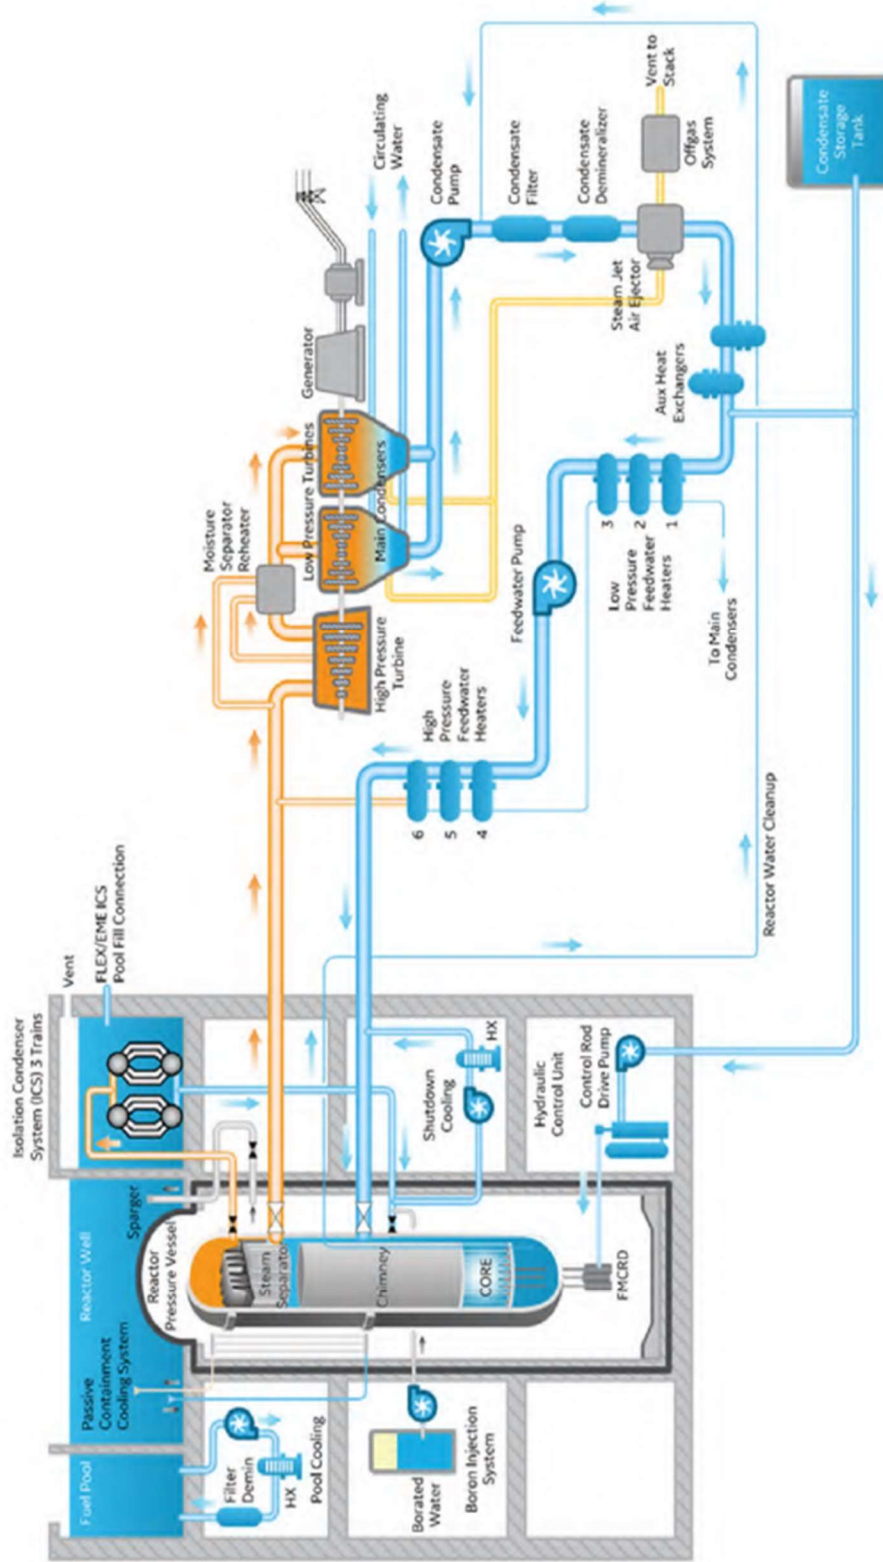 Fuel Pool
Filter
Demin
HX
Pool Cooling
Borated
Water
Boron Injection
System
Passive
Containment
Cooling System
Reactor Well
Reactor
Pressure Vessel
Sparger
Steam
Separator
Chimney
CORE
FMCRD
Isolation Condenser
System (ICS) 3 Trains
Vent
FLEX/EME ICS
Pool Fill Connection
Shutdown
Cooling
HX
Hydraulic
Control Unit
Control Rod
Drive Pump
Reactor Water Cleanup
6
5
4
High
Pressure
Feedwater
Heaters
High Pressure
Turbine
Moisture
Separator
Reheater
Low Pressure Turbines
Main Condensers
Generator
Feedwater Pump
3
2
1
Low
Pressure
Feedwater
Heaters
To Main
Condensers
Circulating
Water
Condensate
Pump
Condensate
Filter
Condensate
Demineralizer
Steam Jet
Air Ejector
Offgas
System
Vent to
Stack
Aux Heat
Exchangers
Condensate
Storage
Tank